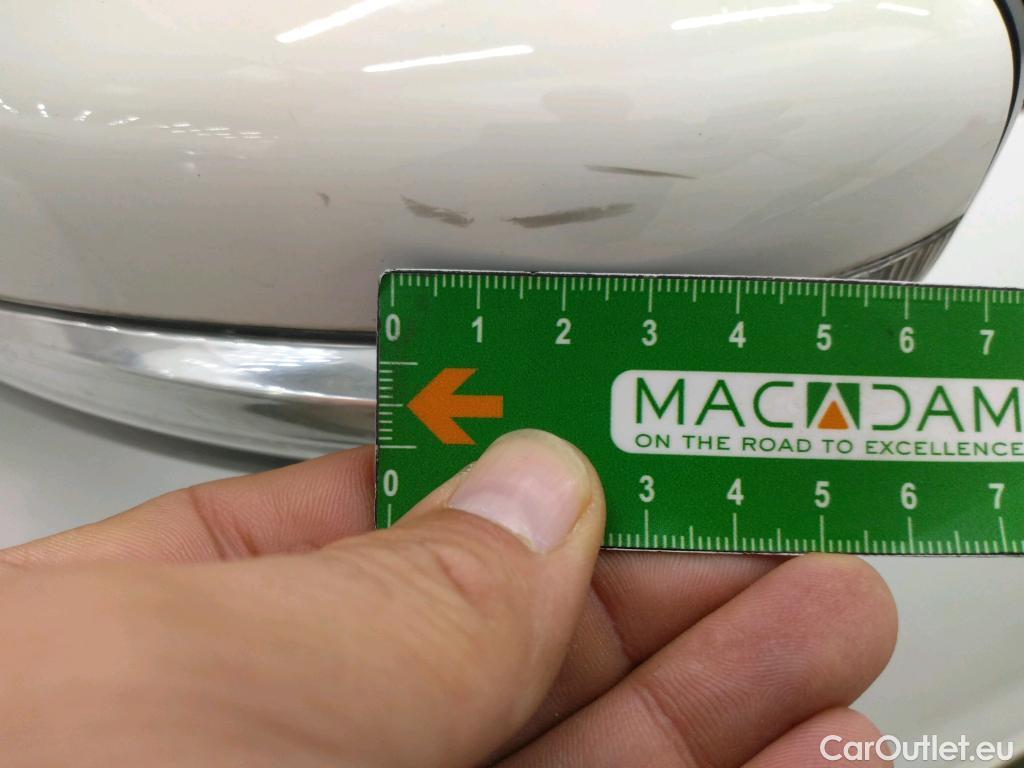 0 1 2 3 4 5 6 7
MACADAM
ON THE ROAD TO EXCELLENCE
0 3 4 5 6 7
CarOutlet.eu